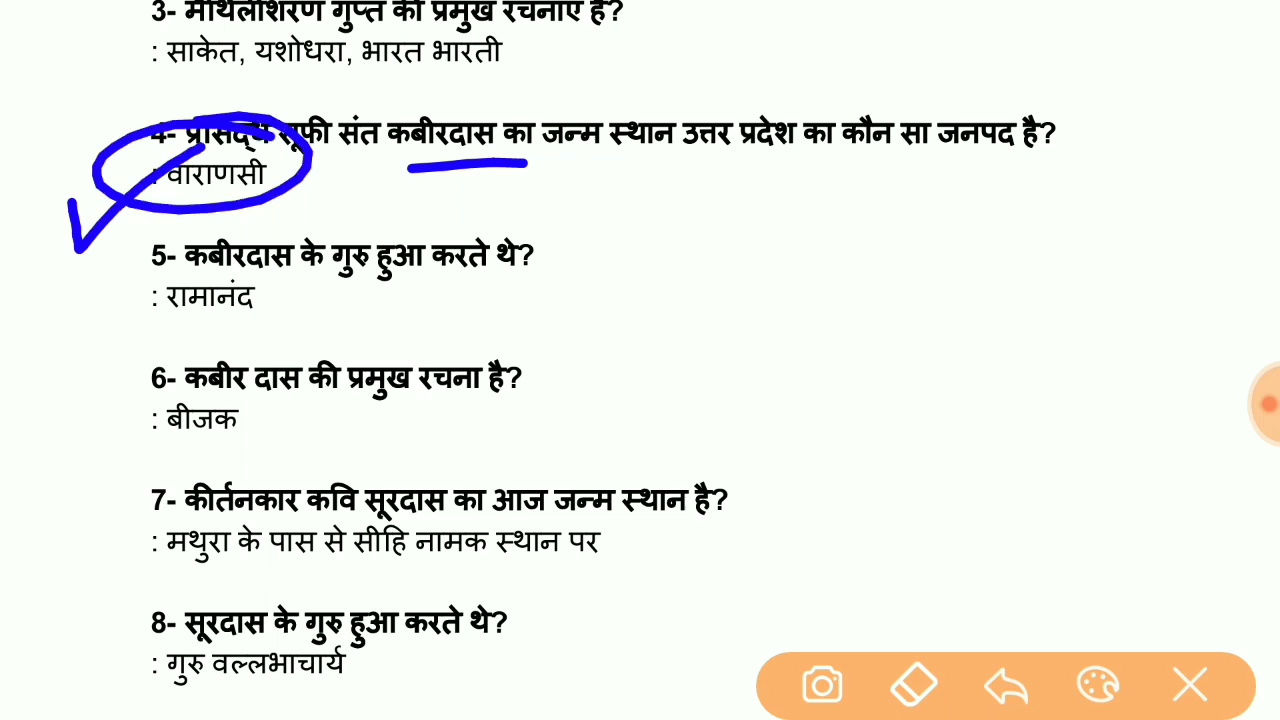 3- मैथिलीशरण गुप्त की प्रमुख रचनाएं हैं?
: साकेत, यशोधरा, भारत भारती
4- प्रसिद्ध सूफी संत कबीरदास का जन्म स्थान उत्तर प्रदेश का कौन सा जनपद है?
: वाराणसी
5- कबीरदास के गुरु हुआ करते थे?
: रामानंद
6- कबीर दास की प्रमुख रचना है?
: बीजक
7- कीर्तनकार कवि सूरदास का आज जन्म स्थान है?
: मथुरा के पास से सीहि नामक स्थान पर
8- सूरदास के गुरु हुआ करते थे?
: गुरु वल्लभाचार्य